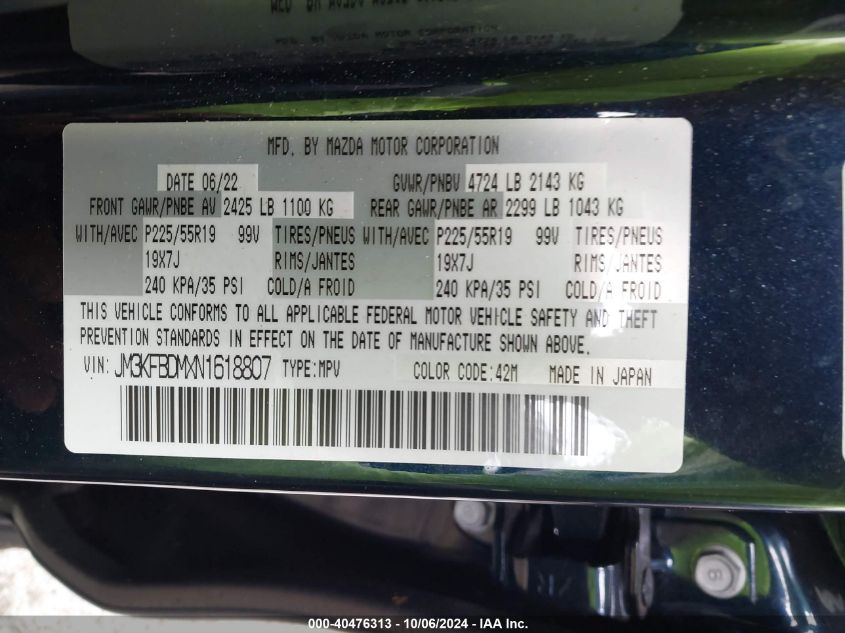 MFD. BY MAZDA MOTOR CORPORATION
DATE 06/22 GVWR/PNBV 4724 LB 2143 KG
FRONT GAWR/PNBE AV 2425 LB 1100 KG REAR GAWR/PNBE AR 2299 LB 1043 KG
WITH/AVEC P225/55R19 99V TIRES/PNEUS WITH/AVEC P225/55R19 99V TIRES/PNEUS
19X7J RIMS/JANTES 19X7J RIMS/JANTES
240 KPA/35 PSI COLD/A FROID 240 KPA/35 PSI COLD/A FROID
THIS VEHICLE CONFORMS TO ALL APPLICABLE FEDERAL MOTOR VEHICLE SAFETY AND THEFT
PREVENTION STANDARDS IN EFFECT ON THE DATE OF MANUFACTURE SHOWN ABOVE.
VIN: JM3KFBDMXN1618807 TYPE:MPV COLOR CODE:42M MADE IN JAPAN
000-40476313 - 10/06/2024 - IAA Inc.